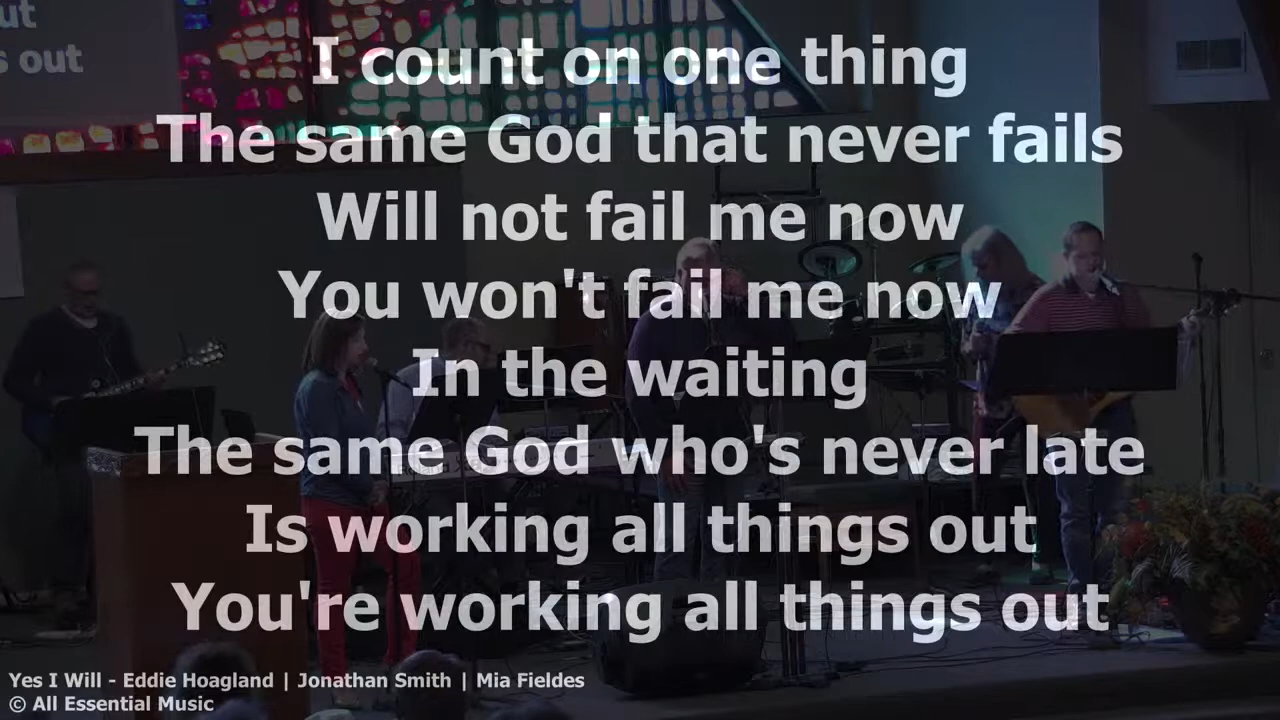 ut
s out
I count on one thing
The same God that never fails
Will not fail me now
You won't fail me now
In the waiting
The same God who's never late
Is working all things out
You're working all things out
Yes I Will - Eddie Hoagland | Jonathan Smith | Mia Fieldes
© All Essential Music